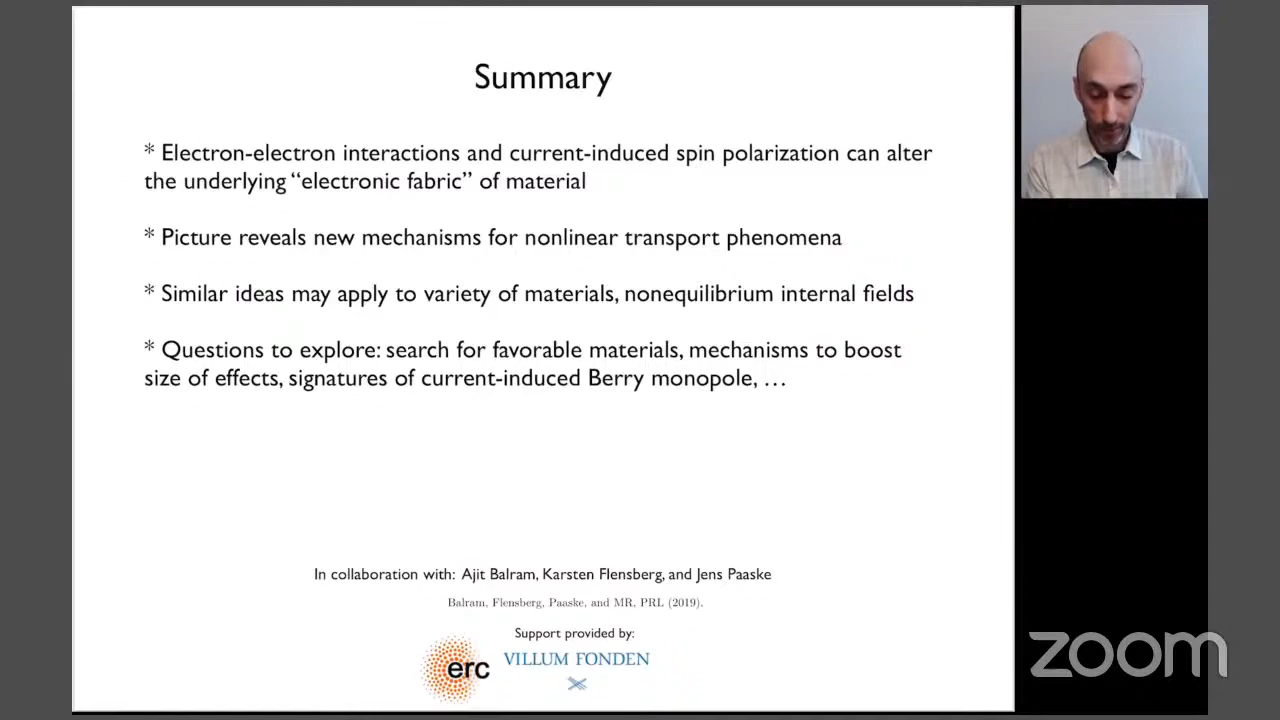 Summary
* Electron-electron interactions and current-induced spin polarization can alter
the underlying “electronic fabric” of material
* Picture reveals new mechanisms for nonlinear transport phenomena
* Similar ideas may apply to variety of materials, nonequilibrium internal fields
* Questions to explore: search for favorable materials, mechanisms to boost
size of effects, signatures of current-induced Berry monopole, …
In collaboration with: Ajit Balram, Karsten Flensberg, and Jens Paaske
Balram, Flensberg, Paaske, and MR, PRL (2019).
Support provided by:
erc
VILLUM FONDEN
zoom